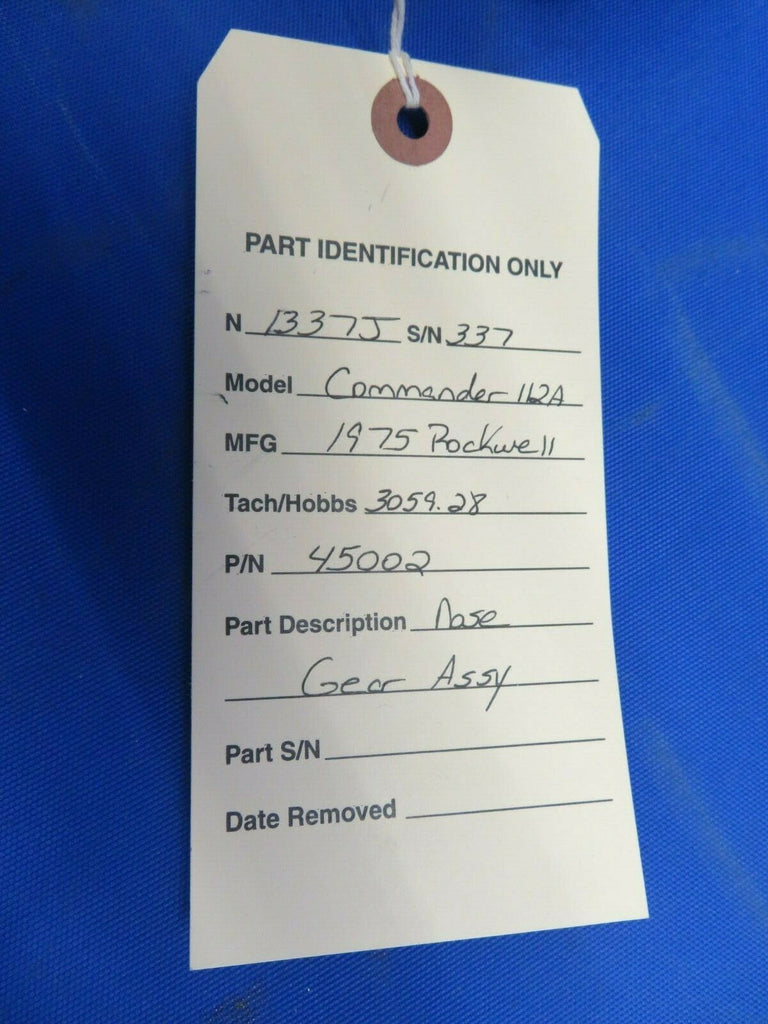 PART IDENTIFICATION ONLY
N 1337J S/N 337
Model Commander 112A
MFG 1975 Rockwell
Tach/Hobbs 3059.28
P/N 45002
Part Description Nose
Gear Assy
Part S/N
Date Removed